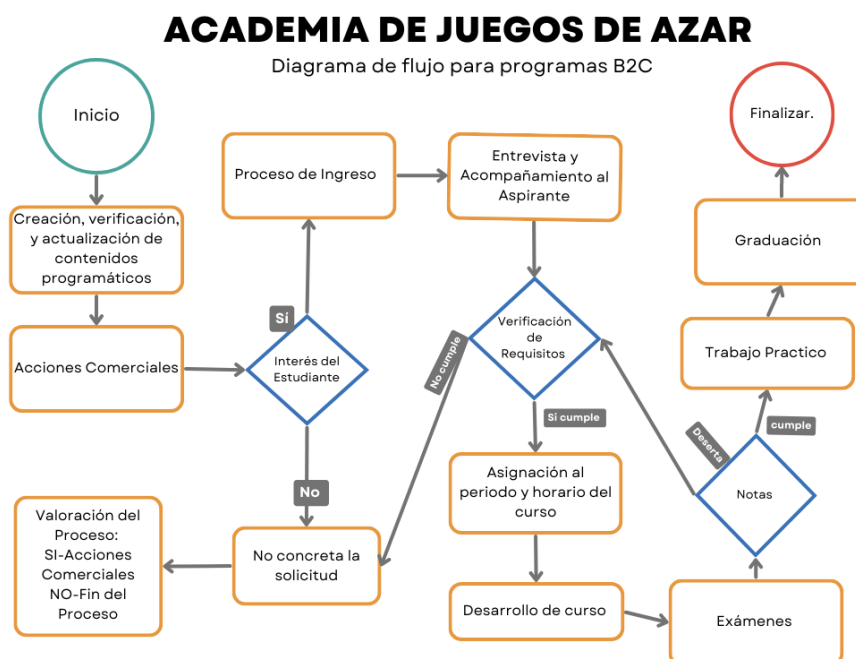 ACADEMIA DE JUEGOS DE AZAR
Diagrama de flujo para programas B2C
Inicio
Creación, verificación,
y actualización de
contenidos
programáticos
Acciones Comerciales
Interés del
Estudiante
Sí
No
Proceso de Ingreso
Entrevista y
Acompañamiento al
Aspirante
Verificación
de
Requisitos
No cumple
Si cumple
No concreta la
solicitud
Valoración del
Proceso:
SI-Acciones
Comerciales
NO-Fin del
Proceso
Asignación al
periodo y horario del
curso
Desarrollo de curso
Exámenes
Notas
Deserta
cumple
Trabajo Practico
Graduación
Finalizar.